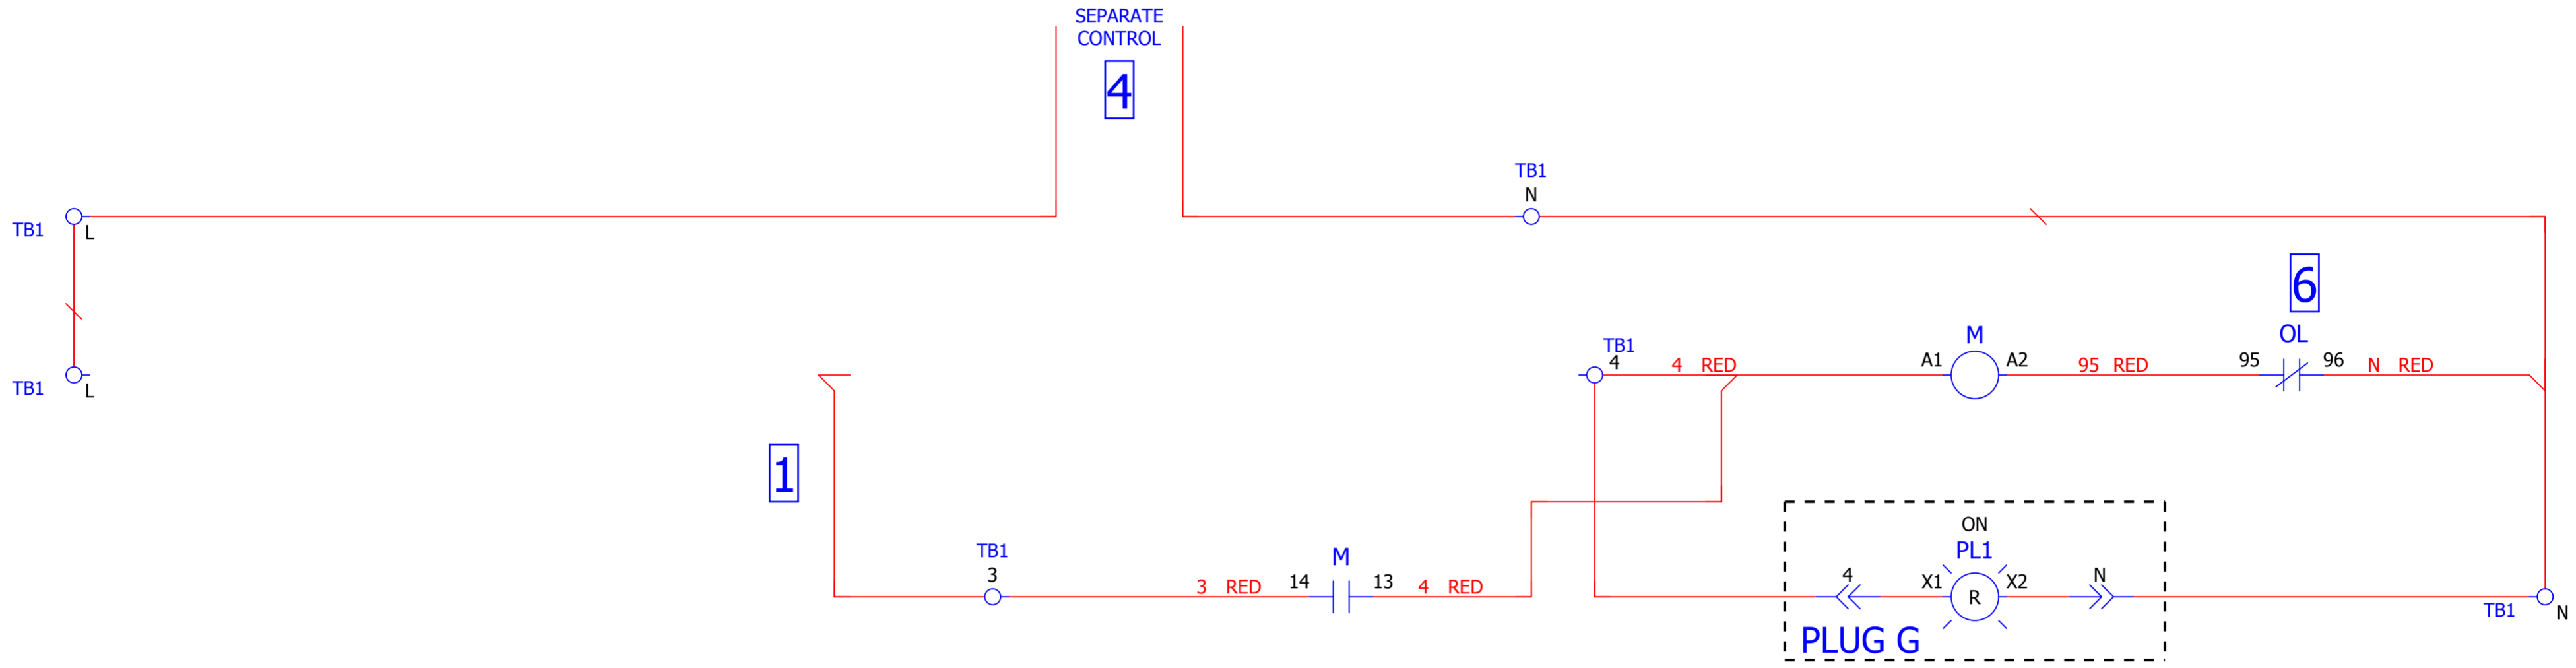 SEPARATE
CONTROL
4
TB1
N
TB1
L
6
OL
M
TB1
4
4 RED
A1
A2
95 RED
95
96
N RED
TB1
L
1
ON
PL1
TB1
3
3 RED
M
14
13
4 RED
4
X1
R
X2
N
TB1
N
PLUG G